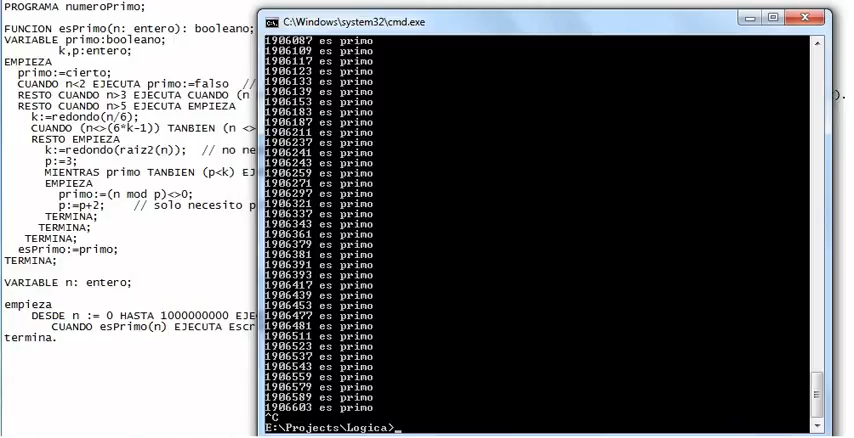 PROGRAMA numeroPrimo;
FUNCION esPrimo(n: entero): booleano;
VARIABLE primo:booleano;
k,p:entero;
EMPIEZA
primo:=cierto;
CUANDO n<2 EJECUTA primo:=falso //
RESTO CUANDO n>3 EJECUTA CUANDO (n
).
RESTO CUANDO n>5 EJECUTA EMPIEZA
k:=redondo(n/6);
CUANDO (n<>(6*k-1)) TANBIEN (n <>
RESTO EMPIEZA
k:=redondo(raiz2(n)); // no ne
p:=3;
MIENTRAS primo TANBIEN (p<k) EJ
EMPIEZA
primo:=(n mod p)<>0;
p:=p+2; // solo necesito p
TERMINA;
TERMINA;
TERMINA;
esPrimo:=primo;
TERMINA;
VARIABLE n: entero;
empieza
DESDE n := 0 HASTA 1000000000 EJE
CUANDO esPrimo(n) EJECUTA Escr
termina.
C:\Windows\system32\cmd.exe
1906087 es primo
1906109 es primo
1906117 es primo
1906123 es primo
1906133 es primo
1906139 es primo
1906153 es primo
1906183 es primo
1906187 es primo
1906211 es primo
1906237 es primo
1906241 es primo
1906243 es primo
1906259 es primo
1906271 es primo
1906297 es primo
1906321 es primo
1906337 es primo
1906343 es primo
1906361 es primo
1906379 es primo
1906381 es primo
1906391 es primo
1906393 es primo
1906417 es primo
1906439 es primo
1906453 es primo
1906477 es primo
1906481 es primo
1906511 es primo
1906523 es primo
1906537 es primo
1906543 es primo
1906559 es primo
1906579 es primo
1906589 es primo
1906603 es primo
^C
E:\Projects\Logica>_